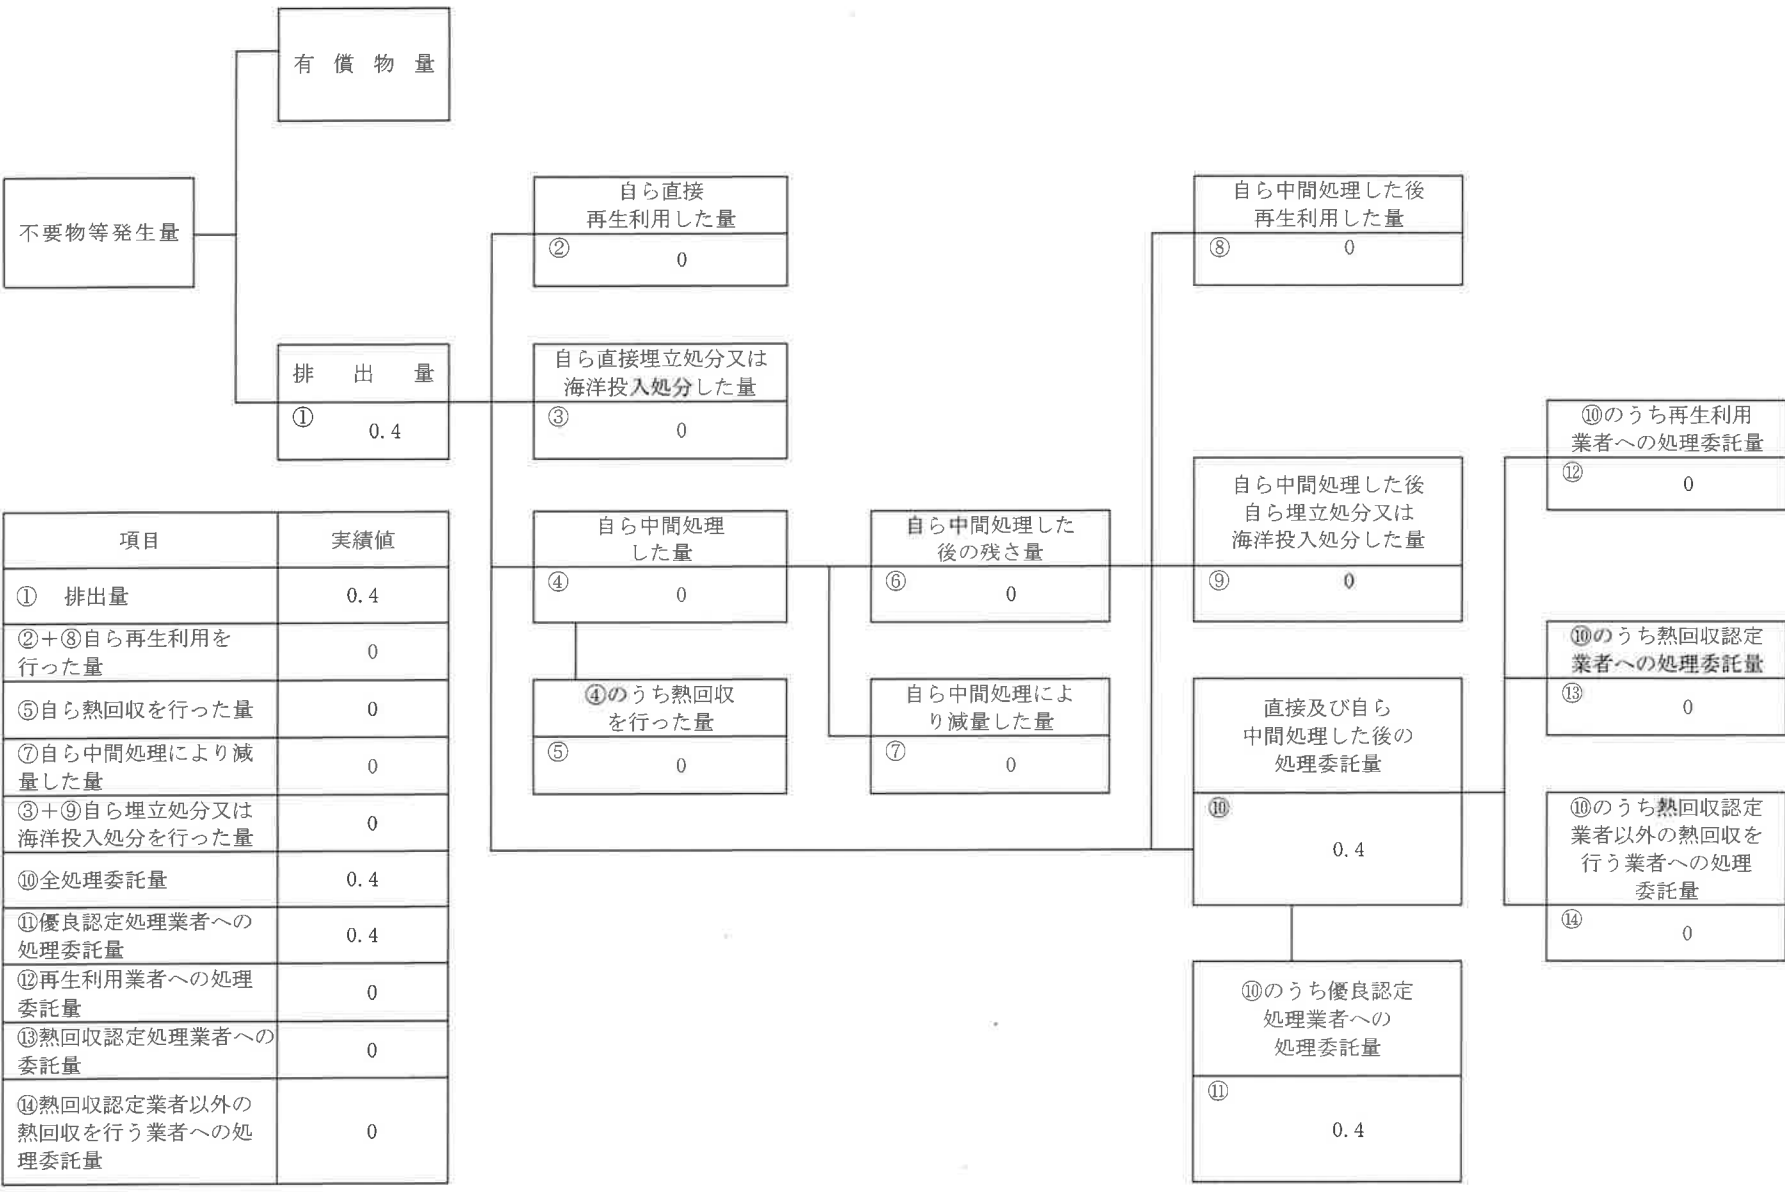 有償物量
不要物等発生量
排出量
①
0.4
自ら直接
再生利用した量
②
0
自ら直接埋立処分又は
海洋投入処分した量
③
0
自ら中間処理
した量
④
0
④のうち熱回収
を行った量
⑤
0
自ら中間処理した
後の残さ量
⑥
0
自ら中間処理によ
り減量した量
⑦
0
自ら中間処理した後
再生利用した量
⑧
0
自ら中間処理した後
自ら埋立処分又は
海洋投入処分した量
⑨
0
直接及び自ら
中間処理した後の
処理委託量
⑩
0.4
⑩のうち優良認定
処理業者への
処理委託量
⑪
0.4
⑩のうち再生利用
業者への処理委託量
⑫
0
⑩のうち熱回収認定
業者への処理委託量
⑬
0
⑩のうち熱回収認定
業者以外の熱回収を
行う業者への処理
委託量
⑭
0
項目 実績値
① 排出量 0.4
②+⑧自ら再生利用を
行った量
0
⑤自ら熱回収を行った量 0
⑦自ら中間処理により減
量した量
0
③+⑨自ら埋立処分又は
海洋投入処分を行った量
0
⑩全処理委託量 0.4
⑪優良認定処理業者への
処理委託量
0.4
⑫再生利用業者への処理
委託量
0
⑬熱回収認定処理業者への
委託量
0
⑭熱回収認定業者以外の
熱回収を行う業者への処
理委託量
0